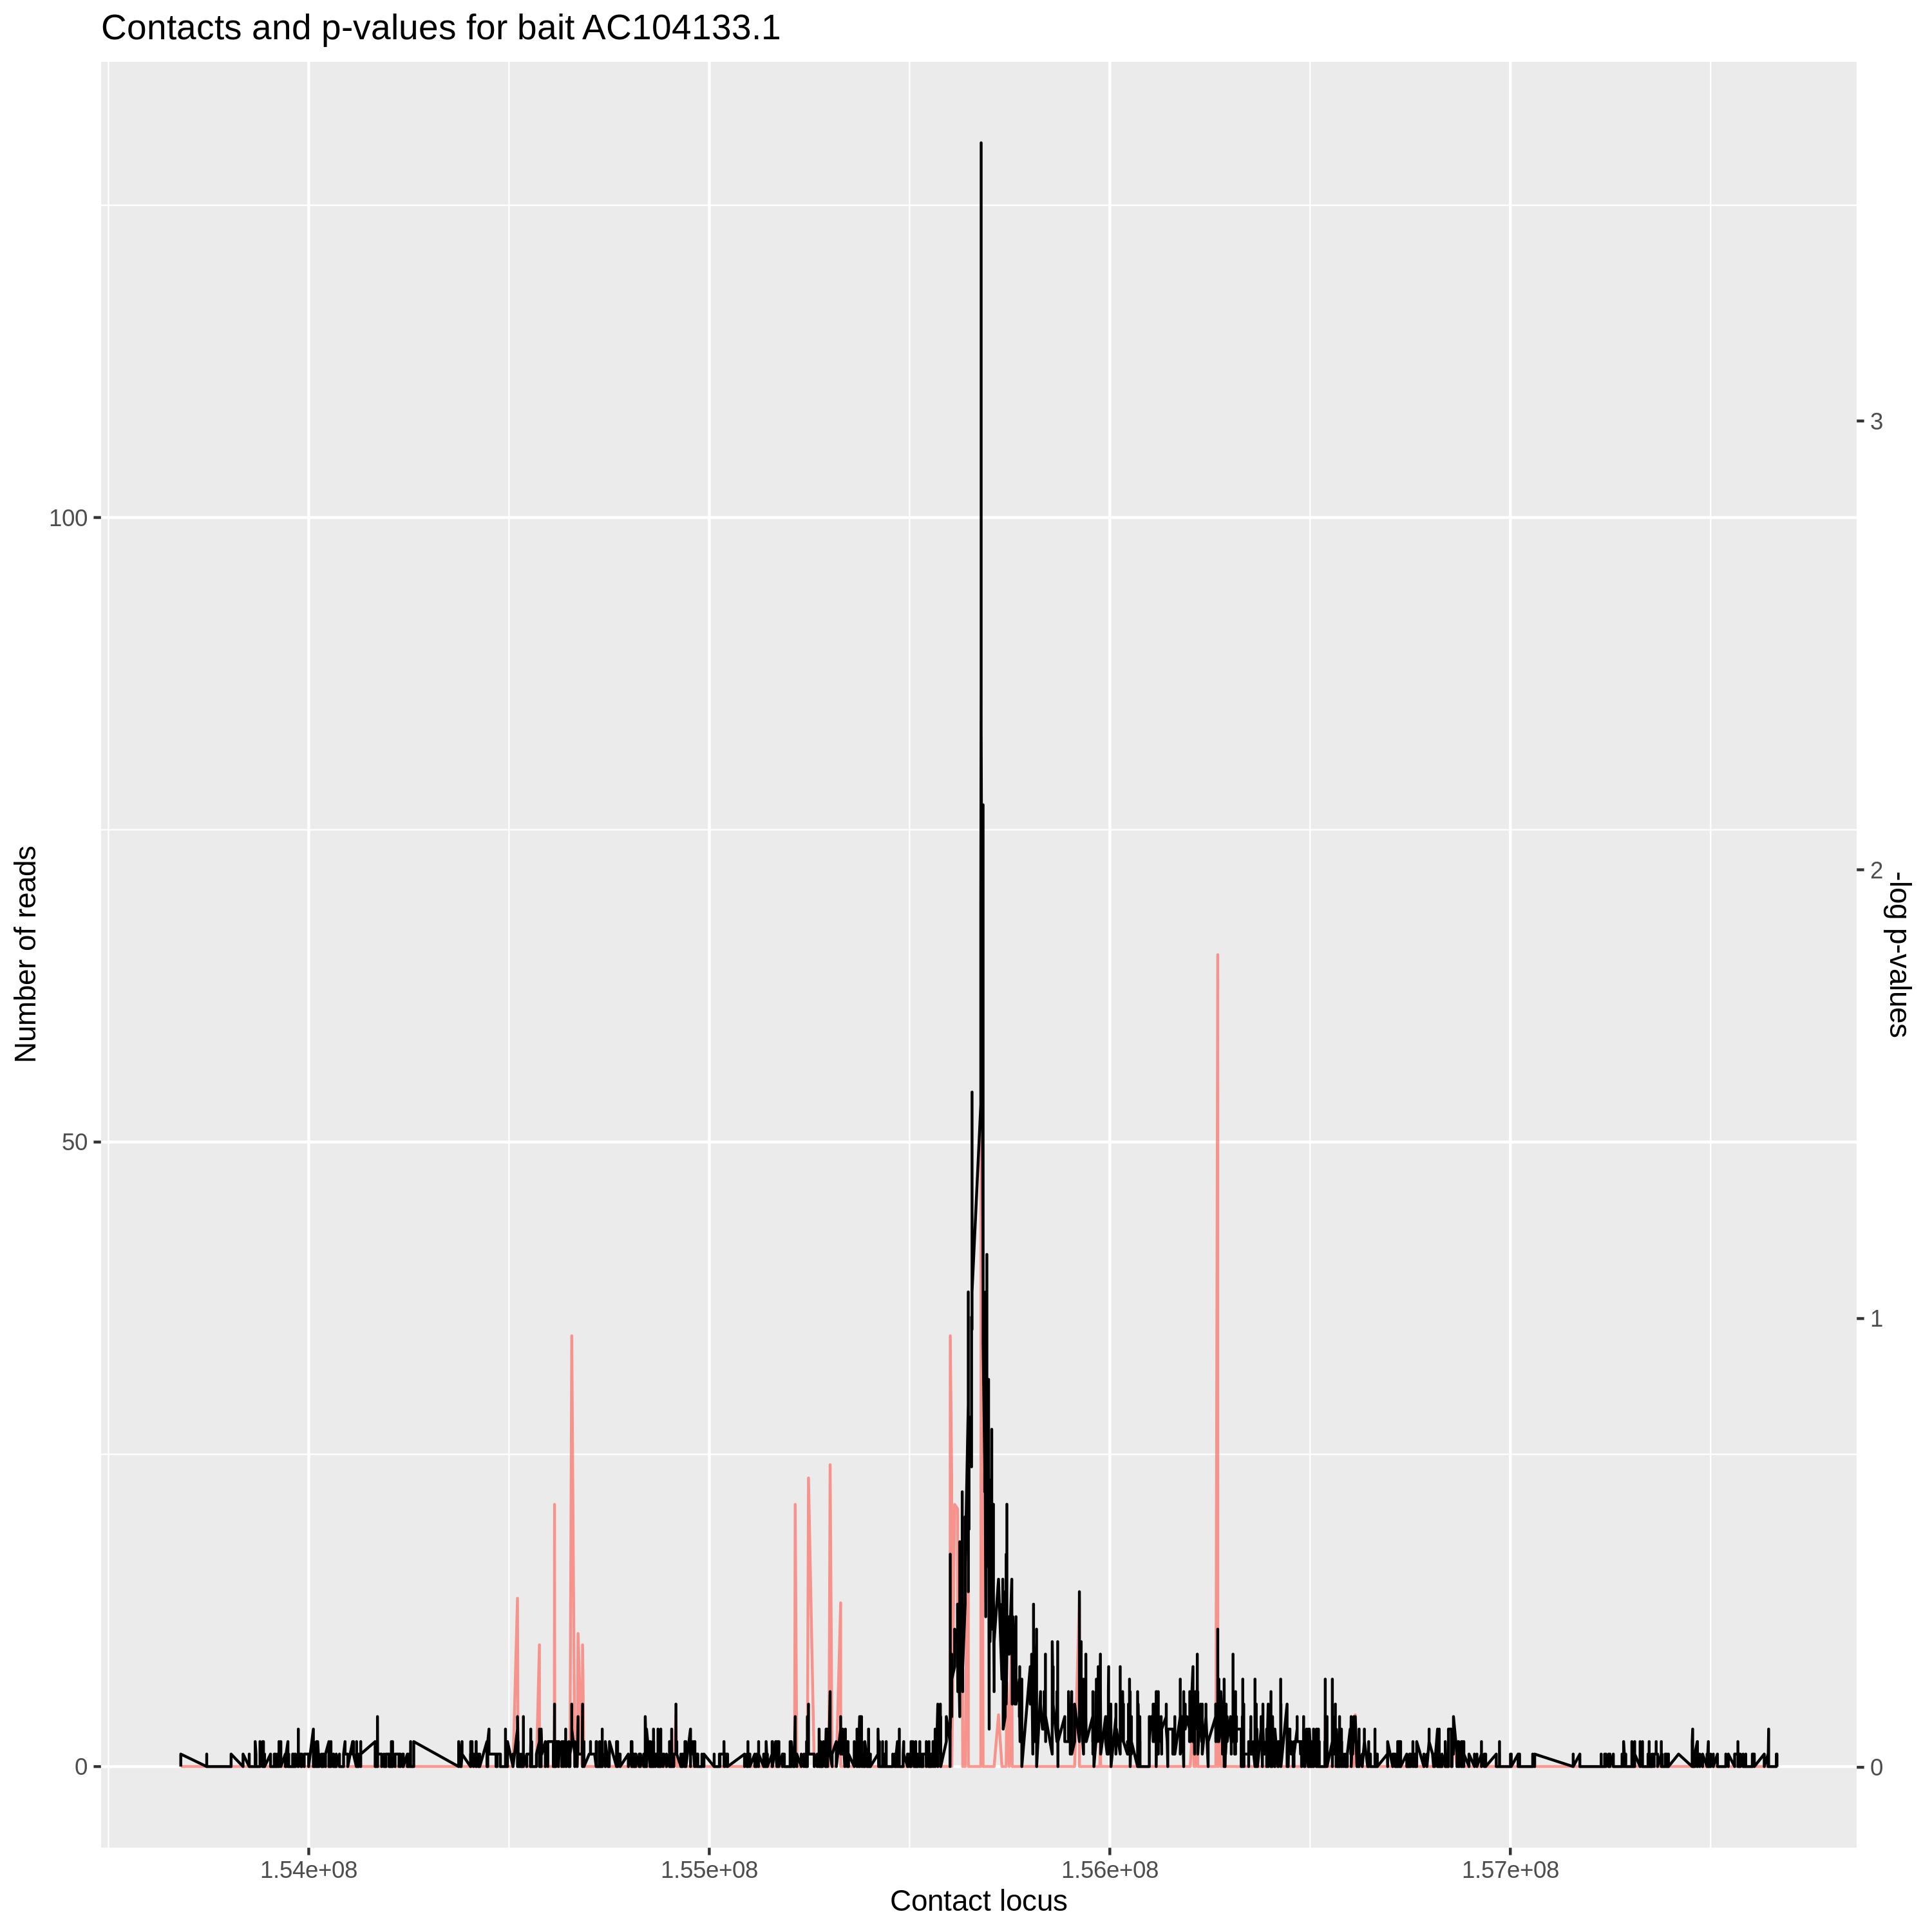 Contacts and p-values for bait AC104133.1
Number of reads
100
50
0
3
2
1
0
-log p-values
1.54e+08 1.55e+08 1.56e+08 1.57e+08
Contact locus